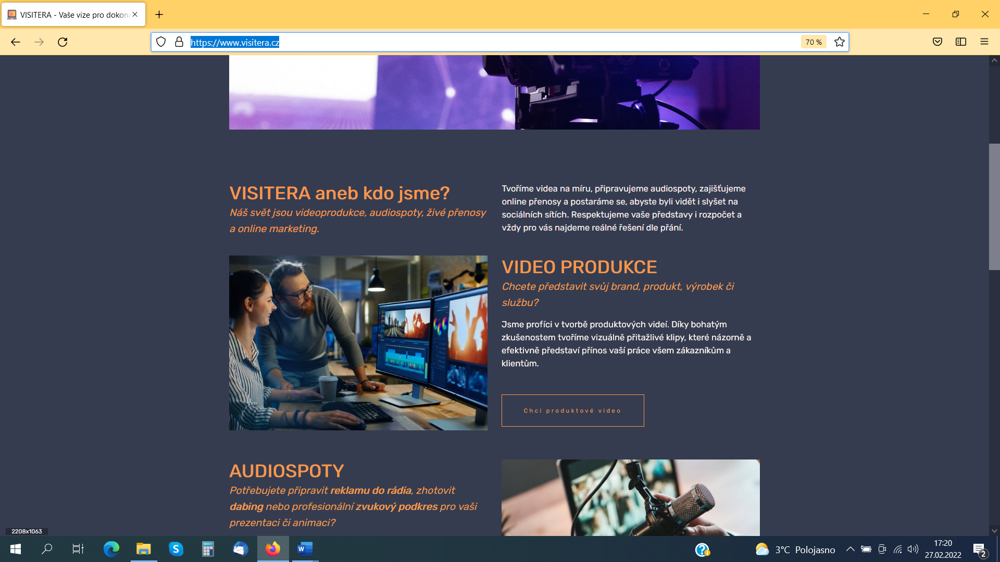 VISITERA - Vaše vize pro dokona
https://www.visitera.cz
70 %
VISITERA aneb kdo jsme?
Náš svět jsou videoprodukce, audiospoty, živé přenosy
a online marketing.
Tvoříme videa na míru, připravujeme audiospoty, zajišťujeme
online přenosy a postaráme se, abyste byli vidět i slyšet na
sociálních sítích. Respektujeme vaše představy i rozpočet a
vždy pro vás najdeme reálné řešení dle přání.
VIDEO PRODUKCE
Chcete představit svůj brand, produkt, výrobek či
službu?
Jsme profíci v tvorbě produktových videí. Díky bohatým
zkušenostem tvoříme vizuálně přitažlivé klipy, které názorně a
efektivně představí přínos vaší práce všem zákazníkům a
klientům.
Chci produktové video
AUDIOSPOTY
Potřebujete připravit reklamu do rádia, zhotovit
dabing nebo profesionální zvukový podkres pro vaši
prezentaci či animaci?
2208x1063
3°C Polojasno
17:20
27.02.2022
2